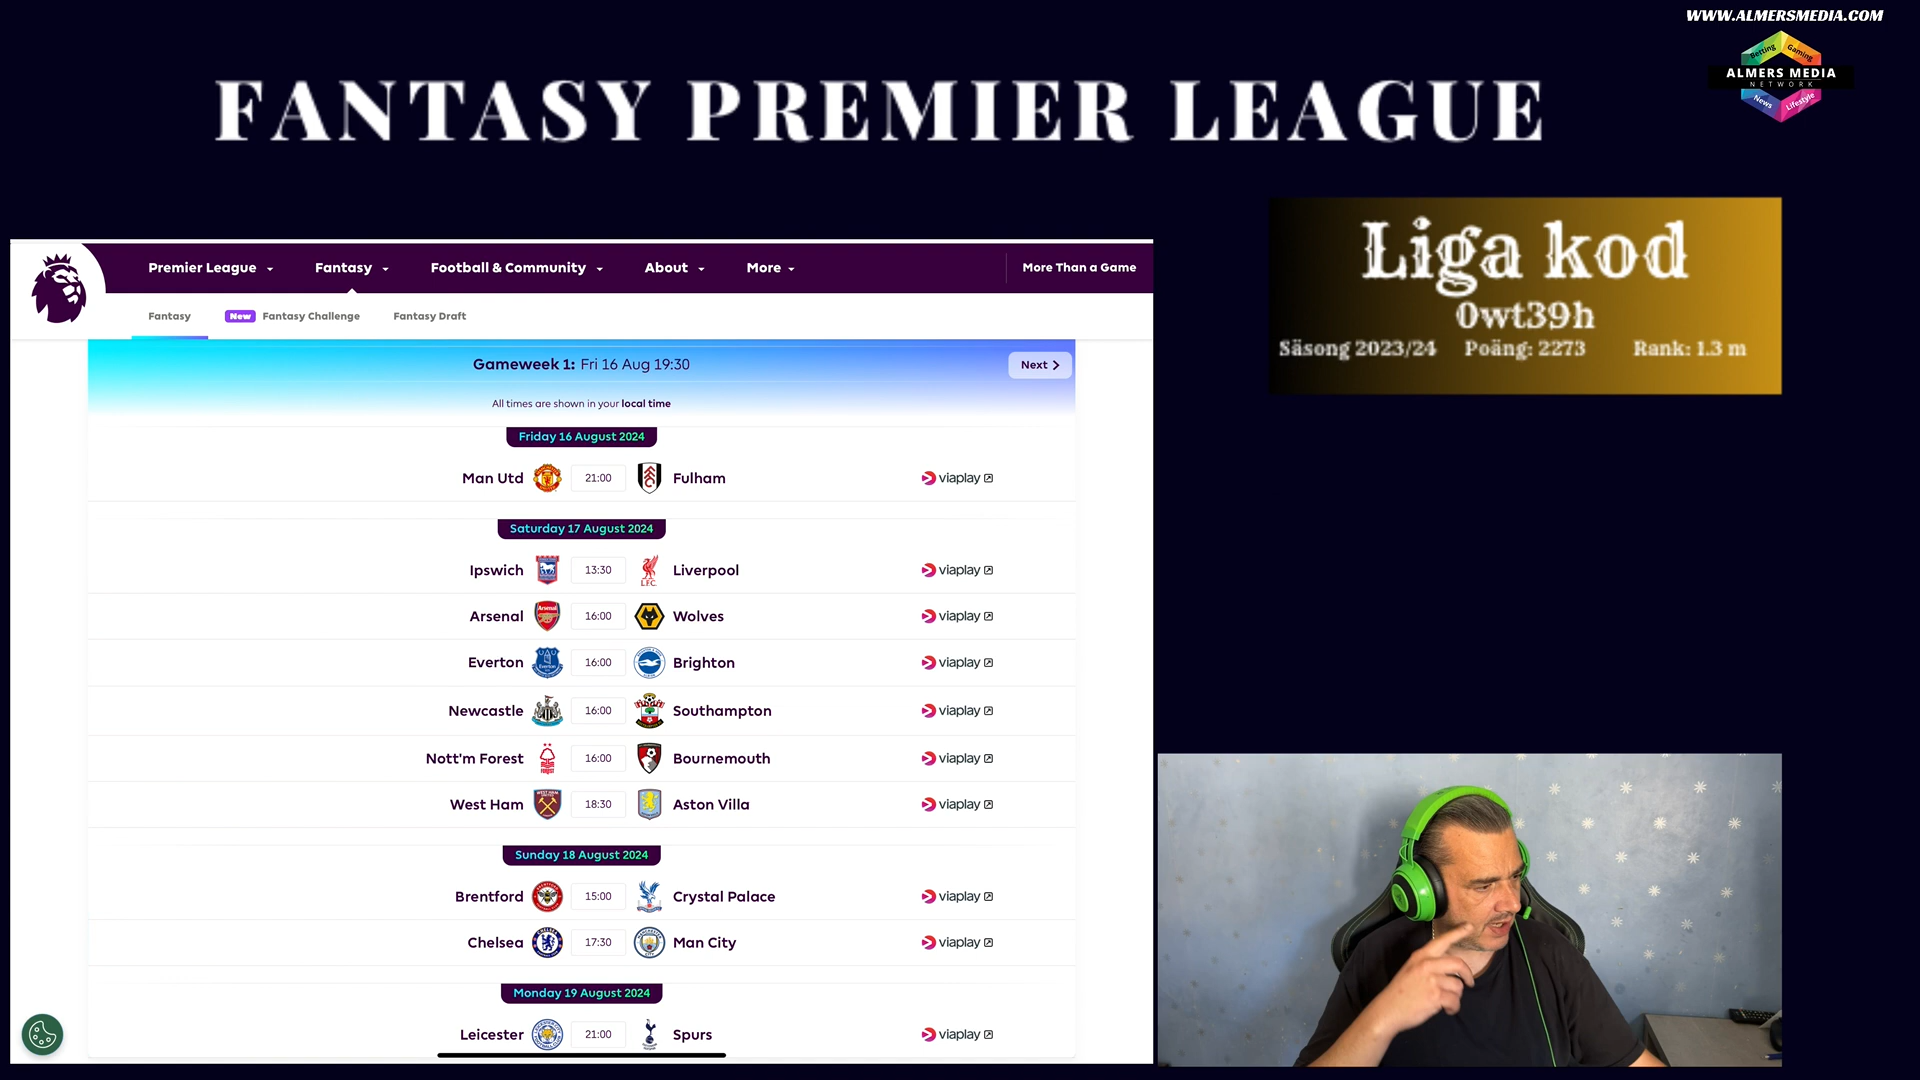 WWW.ALMERSMEDIA.COM
Betting Gaming
ALMERS MEDIA
NETWORK
News Lifestyle
FANTASY PREMIER LEAGUE
Liga kod
0wt39h
Säsong 2023/24 Poäng: 2273 Rank: 1.3 m
Premier League Fantasy Football & Community About More More Than a Game
Fantasy New Fantasy Challenge Fantasy Draft
Gameweek 1: Fri 16 Aug 19:30 Next
All times are shown in your local time
Friday 16 August 2024
Man Utd 21:00 Fulham viaplay
Saturday 17 August 2024
Ipswich 13:30 Liverpool viaplay
Arsenal 16:00 Wolves viaplay
Everton 16:00 Brighton viaplay
Newcastle 16:00 Southampton viaplay
Nott'm Forest 16:00 Bournemouth viaplay
West Ham 18:30 Aston Villa viaplay
Sunday 18 August 2024
Brentford 15:00 Crystal Palace viaplay
Chelsea 17:30 Man City viaplay
Monday 19 August 2024
Leicester 21:00 Spurs viaplay